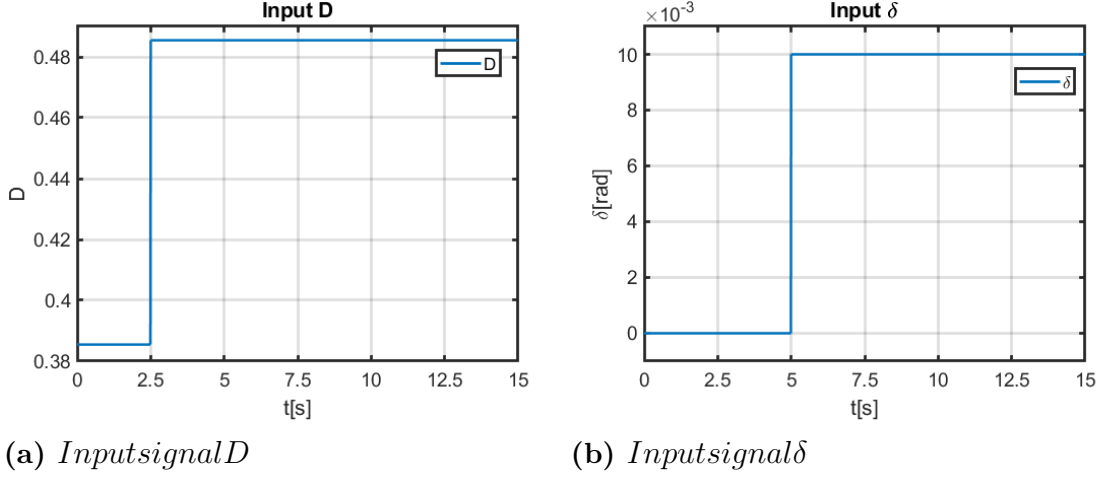 Input D
0.48
0.46
0.44
0.42
0.4
0.38
D
D
0 2.5 5 7.5 10 12.5 15
t[s]
(a) InputsignalD
×10⁻³
Input δ
10
8
6
4
2
0
δ[rad]
δ
0 2.5 5 7.5 10 12.5 15
t[s]
(b) Inputsignalδ